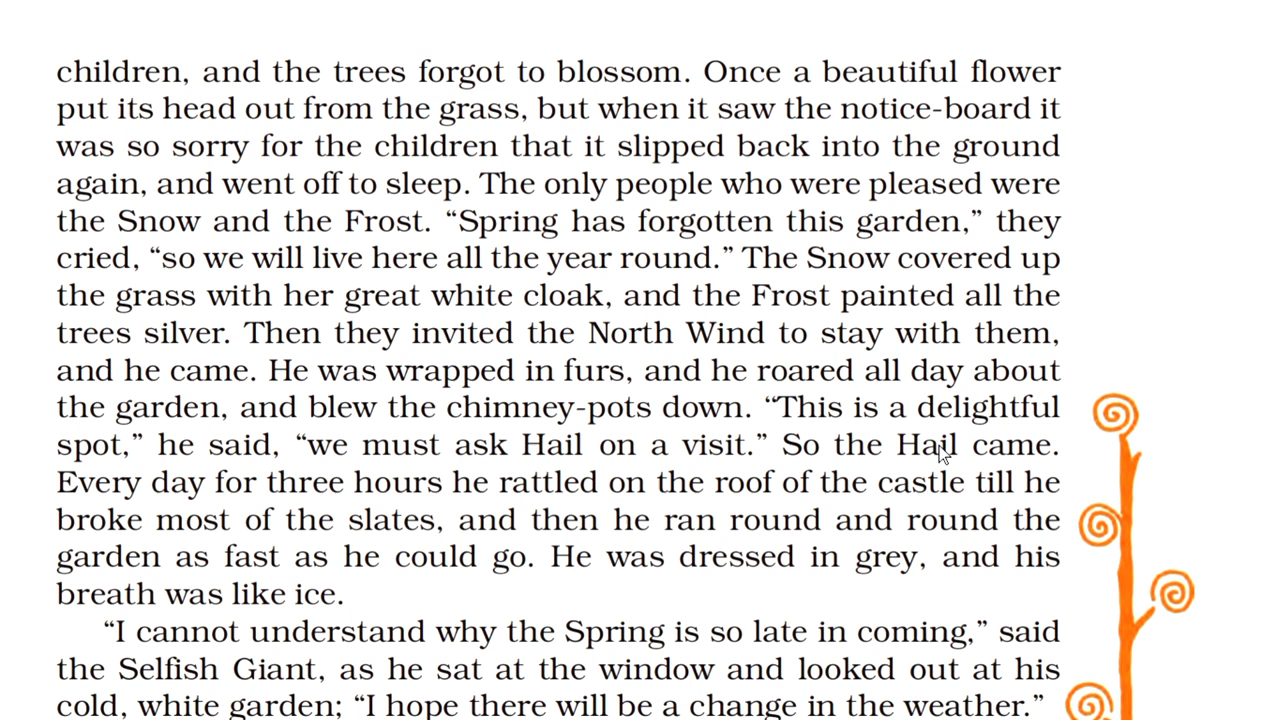 children, and the trees forgot to blossom. Once a beautiful flower
put its head out from the grass, but when it saw the notice-board it
was so sorry for the children that it slipped back into the ground
again, and went off to sleep. The only people who were pleased were
the Snow and the Frost. “Spring has forgotten this garden,” they
cried, “so we will live here all the year round.” The Snow covered up
the grass with her great white cloak, and the Frost painted all the
trees silver. Then they invited the North Wind to stay with them,
and he came. He was wrapped in furs, and he roared all day about
the garden, and blew the chimney-pots down. “This is a delightful
spot,” he said, “we must ask Hail on a visit.” So the Hail came.
Every day for three hours he rattled on the roof of the castle till he
broke most of the slates, and then he ran round and round the
garden as fast as he could go. He was dressed in grey, and his
breath was like ice.
“I cannot understand why the Spring is so late in coming,” said
the Selfish Giant, as he sat at the window and looked out at his
cold, white garden; “I hope there will be a change in the weather.”